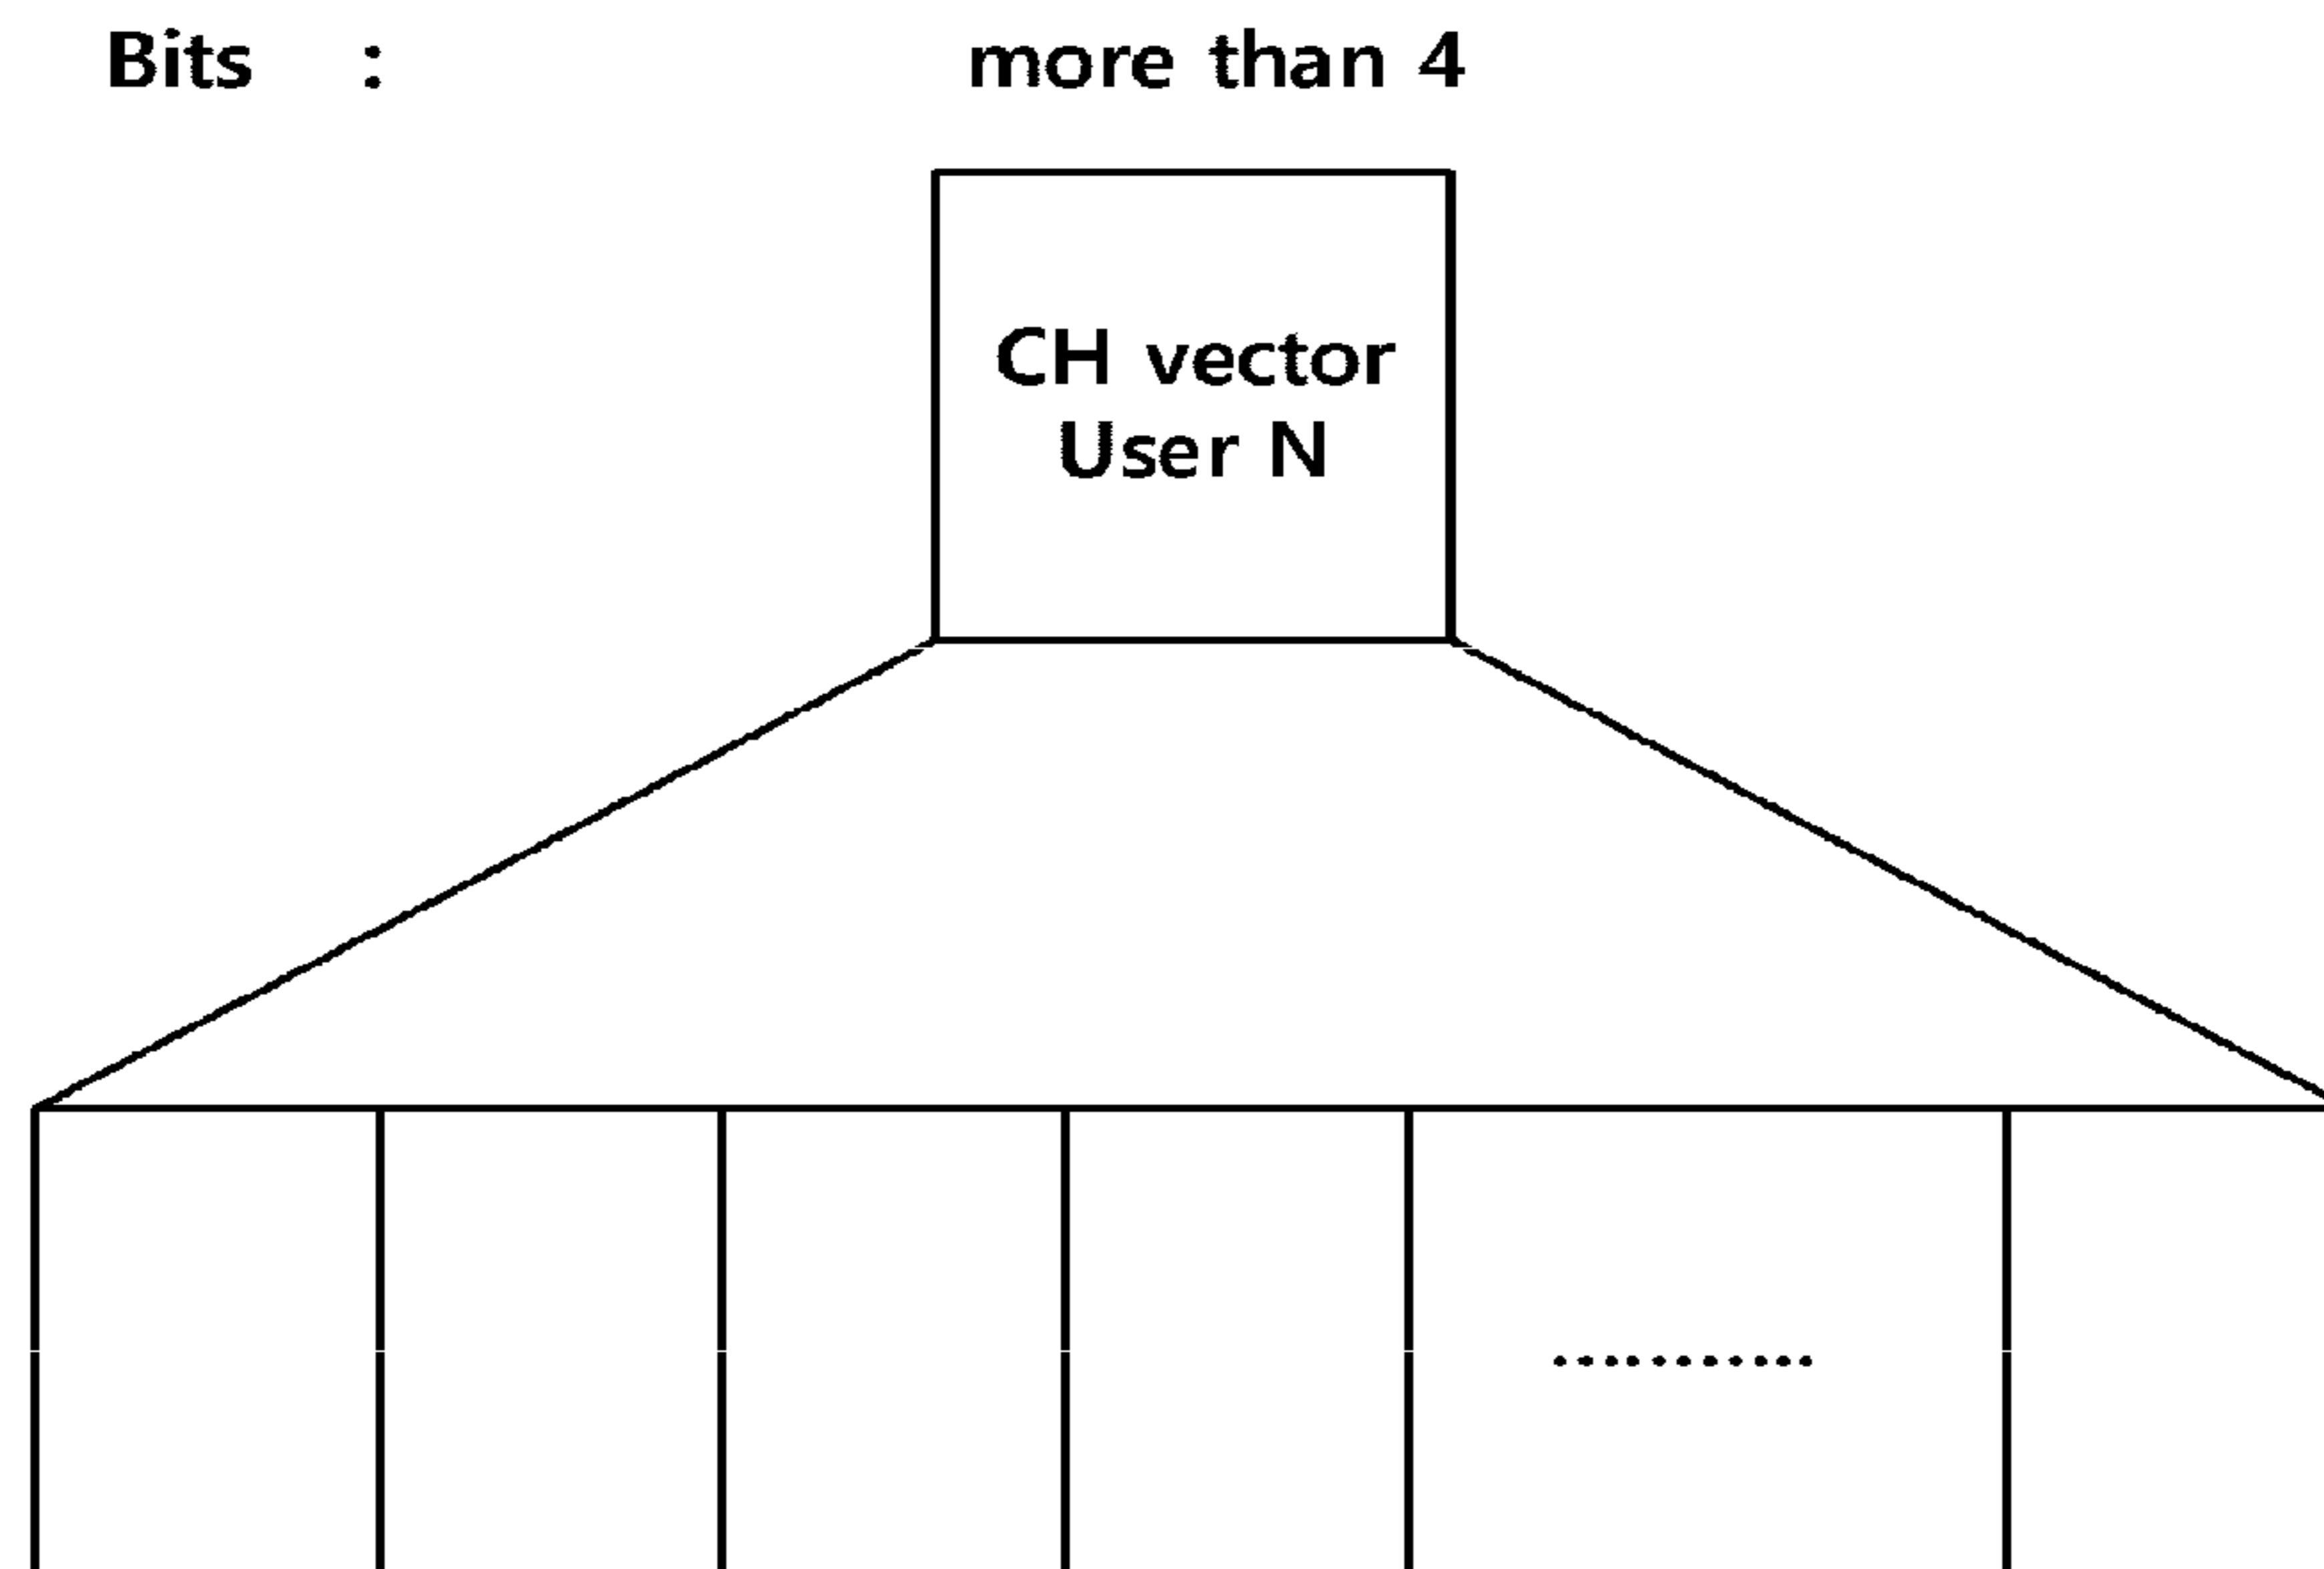 Bits : more than 4
CH vector
User N
...........